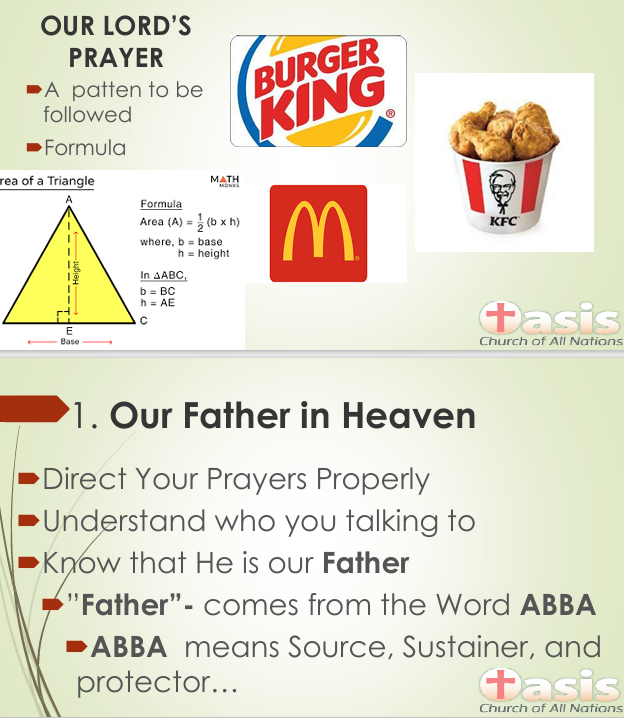 OUR LORD'S
PRAYER
A patten to be
followed
Formula
BURGER
KING
®
KFC
rea of a Triangle
MATH
MONKS
A
Height
E
C
Base
Formula
Area (A) = 1/2 (b x h)
where, b = base
h = height
In ΔABC,
b = BC
h = AE
Oasis
Church of All Nations
1. Our Father in Heaven
Direct Your Prayers Properly
Understand who you talking to
Know that He is our Father
"Father"- comes from the Word ABBA
ABBA means Source, Sustainer, and
protector...
Oasis
Church of All Nations